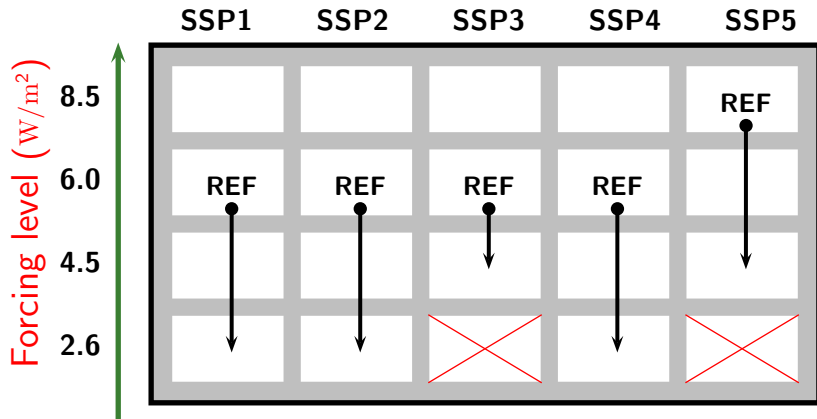 SSP1 SSP2 SSP3 SSP4 SSP5
Forcing level (W/m²)
8.5
REF
6.0
REF REF REF REF
4.5
2.6